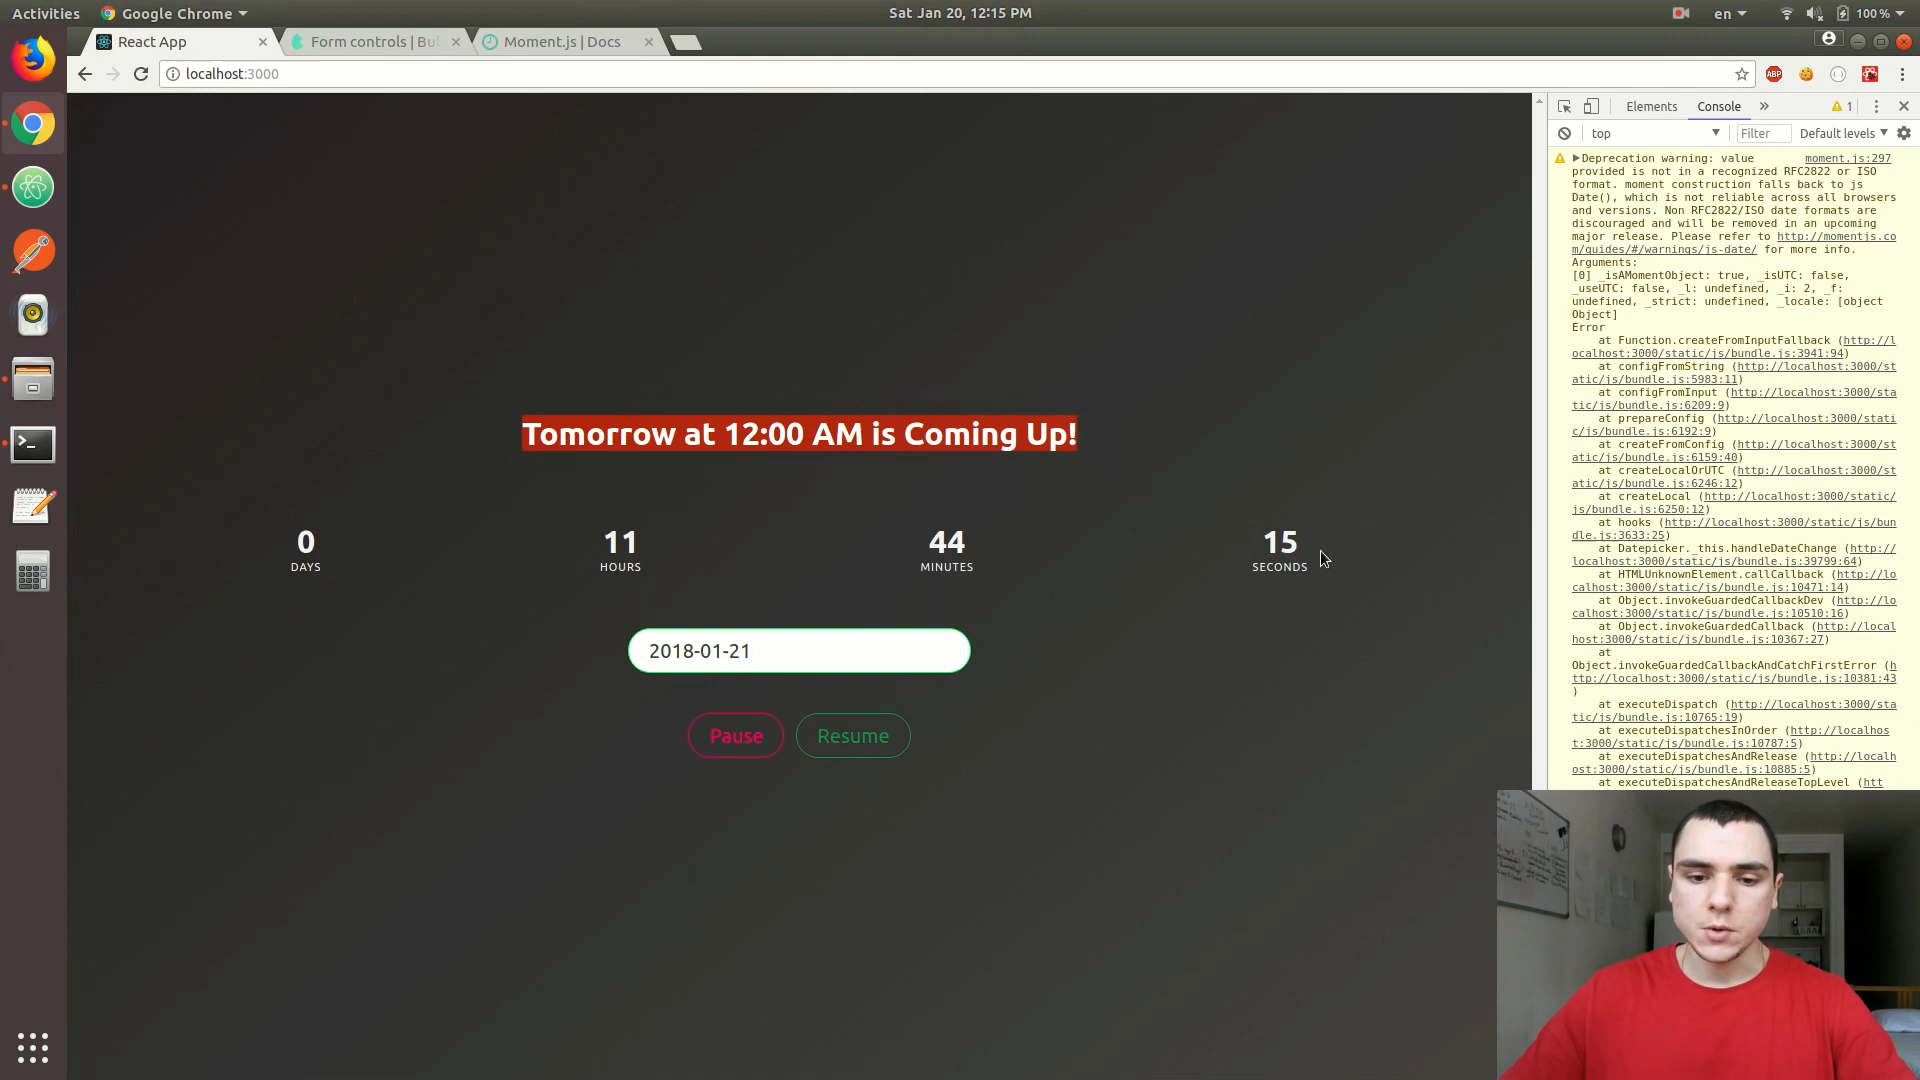 Activities
Google Chrome
Sat Jan 20, 12:15 PM
en
100 %
React App
Form controls | Bul
Moment.js | Docs
localhost:3000
ABP
Elements
Console
1
top
Filter
Default levels
Tomorrow at 12:00 AM is Coming Up!
0
DAYS
11
HOURS
44
MINUTES
15
SECONDS
2018-01-21
Pause
Resume
Deprecation warning: value moment.js:297
provided is not in a recognized RFC2822 or ISO
format. moment construction falls back to js
Date(), which is not reliable across all browsers
and versions. Non RFC2822/ISO date formats are
discouraged and will be removed in an upcoming
major release. Please refer to http://momentjs.co
m/guides/#/warnings/js-date/ for more info.
Arguments:
[0] _isAMomentObject: true, _isUTC: false,
_useUTC: false, _l: undefined, _i: 2, _f:
undefined, _strict: undefined, _locale: [object
Object]
Error
at Function.createFromInputFallback (http://l
ocalhost:3000/static/js/bundle.js:3941:94)
at configFromString (http://localhost:3000/st
atic/js/bundle.js:5983:11)
at configFromInput (http://localhost:3000/sta
tic/js/bundle.js:6209:9)
at prepareConfig (http://localhost:3000/stati
c/js/bundle.js:6192:9)
at createFromConfig (http://localhost:3000/st
atic/js/bundle.js:6159:40)
at createLocalOrUTC (http://localhost:3000/st
atic/js/bundle.js:6246:12)
at createLocal (http://localhost:3000/static/
js/bundle.js:6250:12)
at hooks (http://localhost:3000/static/js/bun
dle.js:3633:25)
at Datepicker._this.handleDateChange (http://
localhost:3000/static/js/bundle.js:39799:64)
at HTMLUnknownElement.callCallback (http://lo
calhost:3000/static/js/bundle.js:10471:14)
at Object.invokeGuardedCallbackDev (http://lo
calhost:3000/static/js/bundle.js:10510:16)
at Object.invokeGuardedCallback (http://local
host:3000/static/js/bundle.js:10367:27)
at
Object.invokeGuardedCallbackAndCatchFirstError (h
ttp://localhost:3000/static/js/bundle.js:10381:43
)
at executeDispatch (http://localhost:3000/sta
tic/js/bundle.js:10765:19)
at executeDispatchesInOrder (http://localhos
t:3000/static/js/bundle.js:10787:5)
at executeDispatchesAndRelease (http://localh
ost:3000/static/js/bundle.js:10885:5)
at executeDispatchesAndReleaseTopLevel (htt